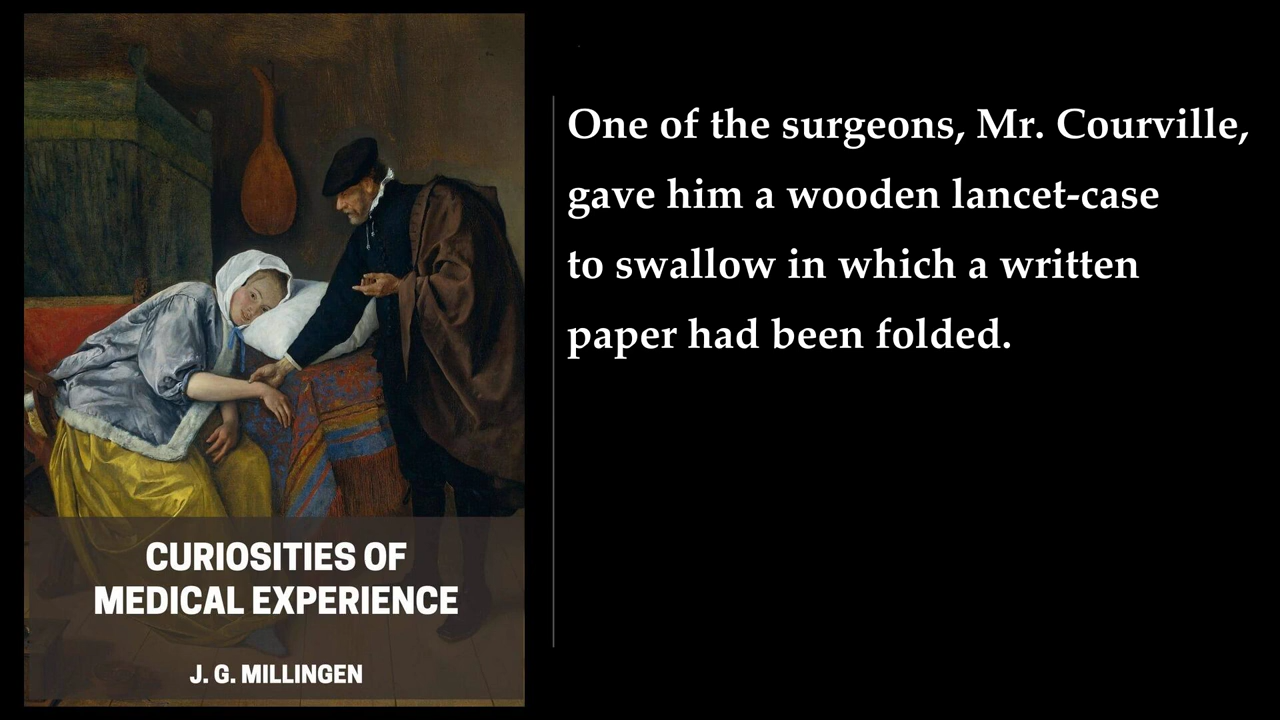 One of the surgeons, Mr. Courville,
gave him a wooden lancet-case
to swallow in which a written
paper had been folded.
CURIOSITIES OF
MEDICAL EXPERIENCE
J. G. MILLINGEN